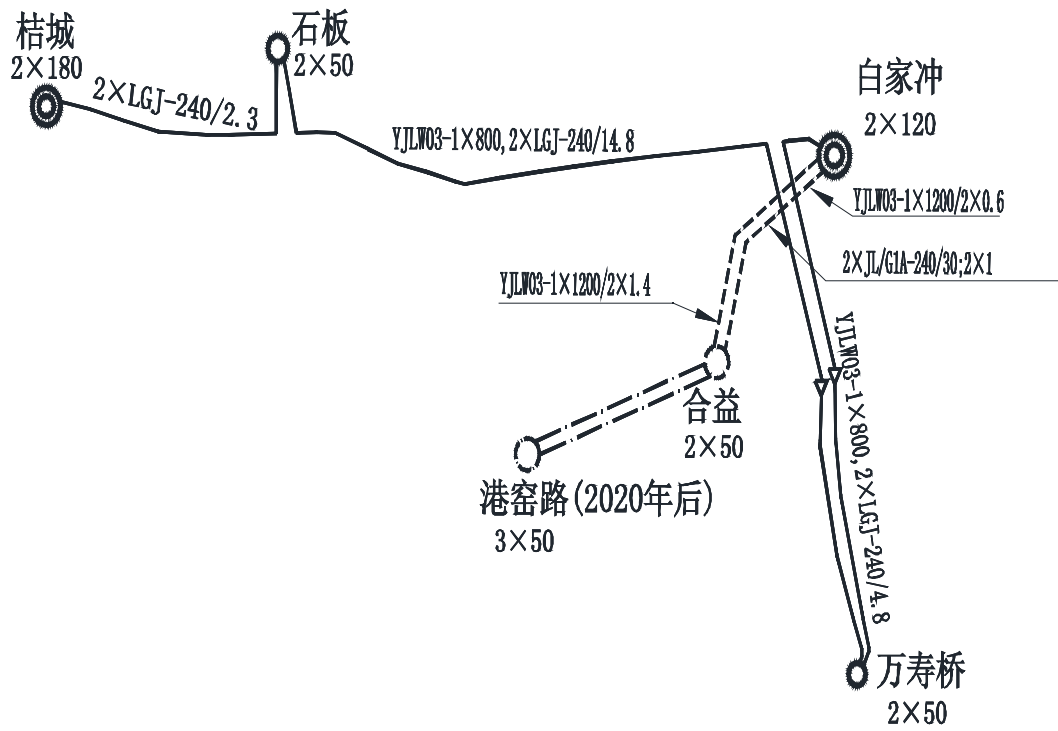 桔城
2×180
石板
2×50
白家冲
2×120
2×LGJ-240/2.3
YJLW03-1×800,2×LGJ-240/14.8
YJLW03-1×1200/2×0.6
2×JL/G1A-240/30;2×1
YJLW03-1×1200/2×1.4
YJLW03-1×800,2×LGJ-240/4.8
合益
2×50
港窑路(2020年后)
3×50
万寿桥
2×50